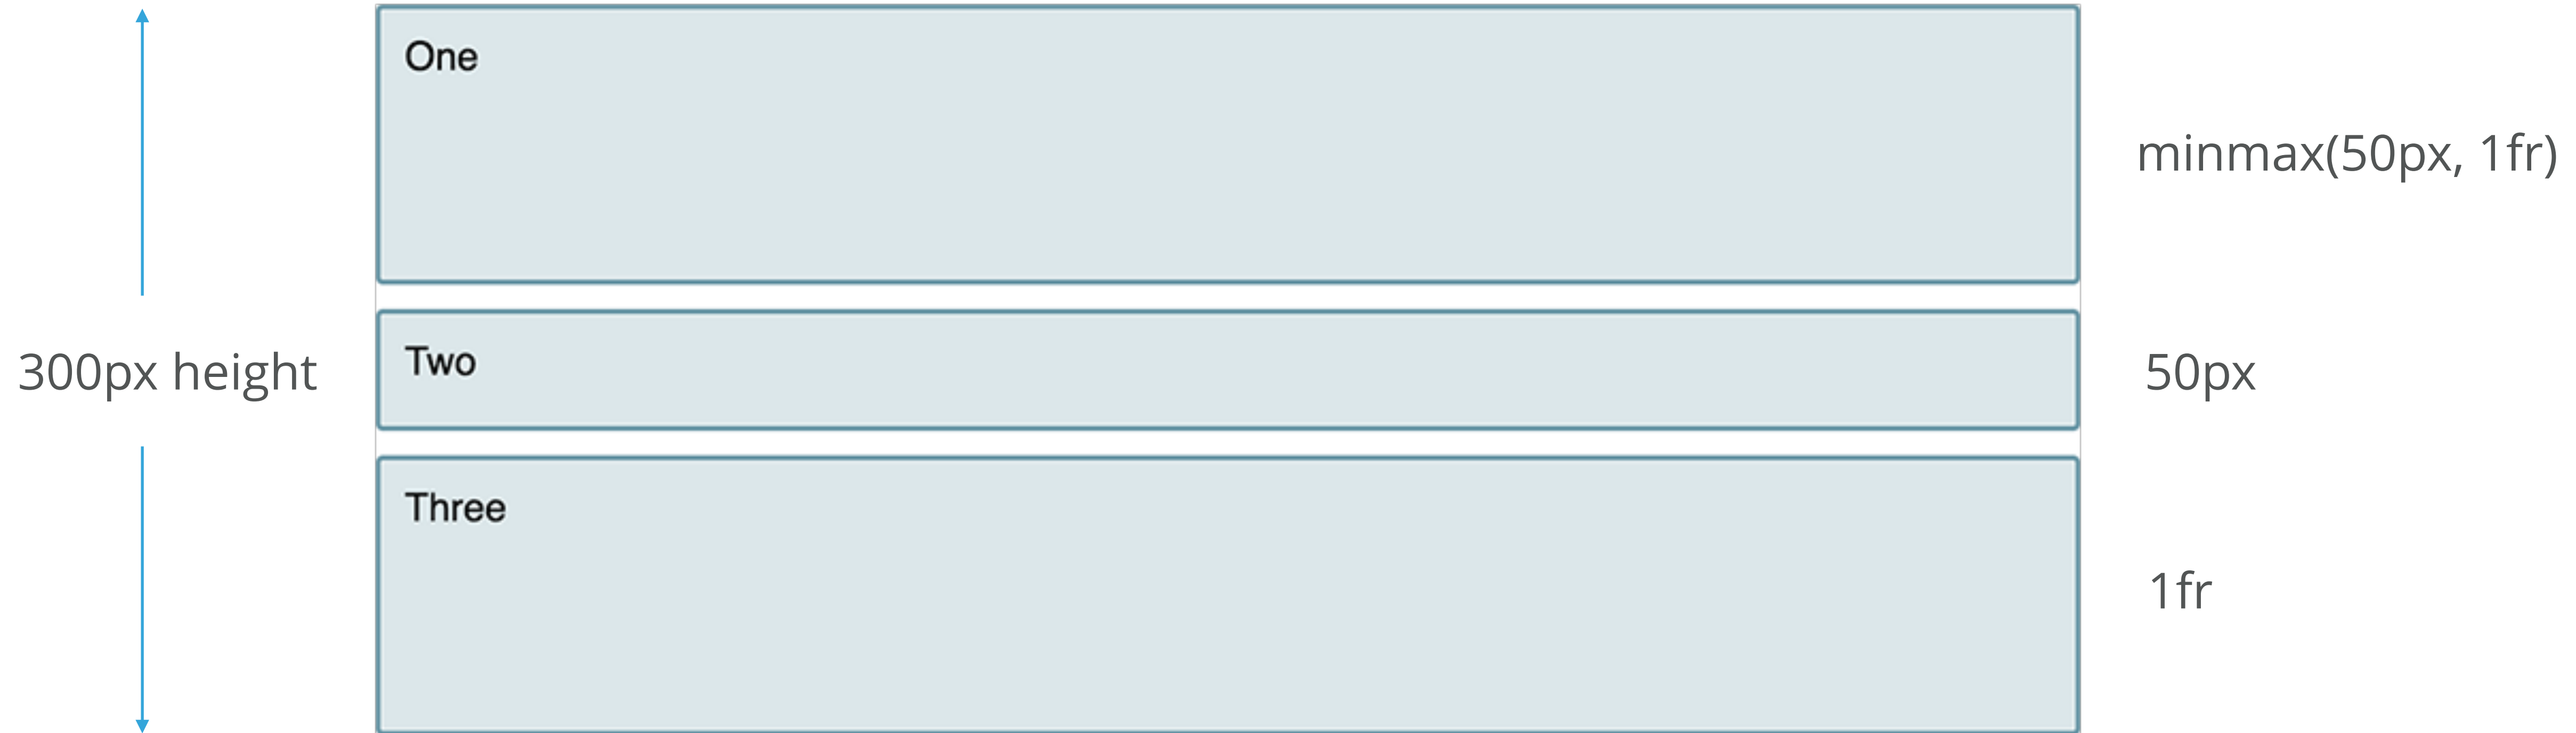 One
minmax(50px, 1fr)
300px height
Two
50px
Three
1fr